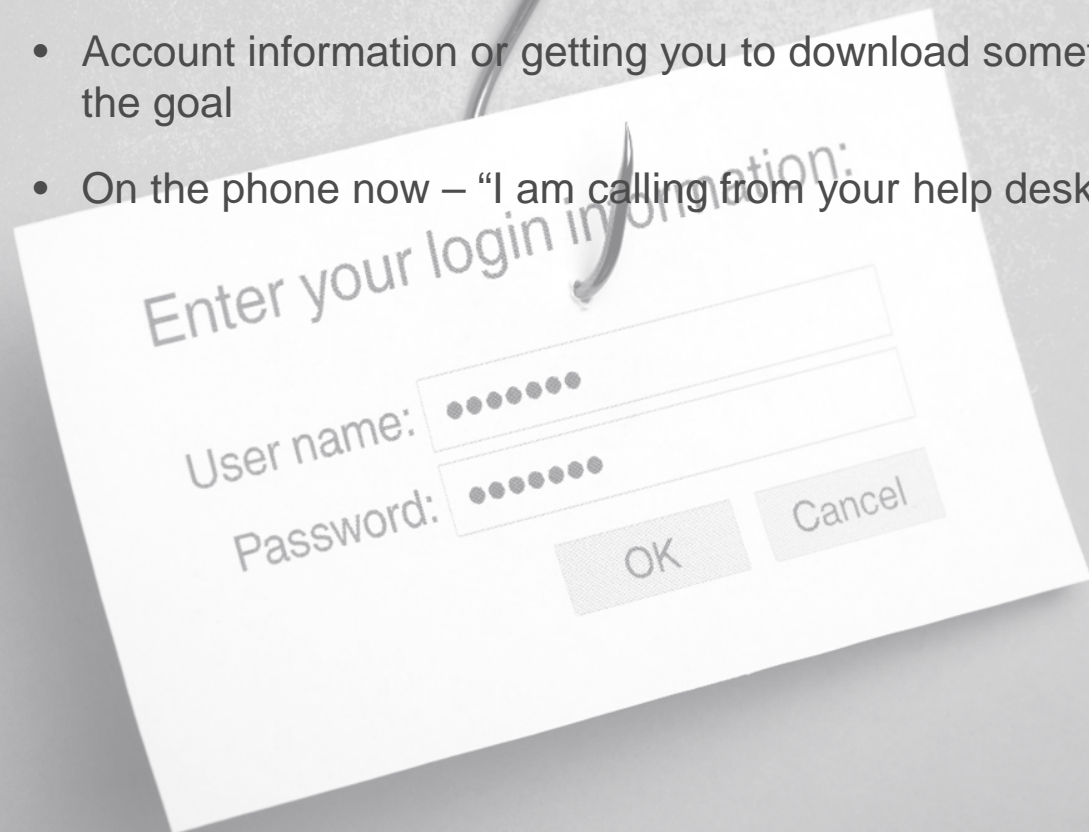 • Account information or getting you to download some
the goal
• On the phone now – “I am calling from your help desk
Enter your login information:
User name: •••••••
Password: •••••••
OK Cancel